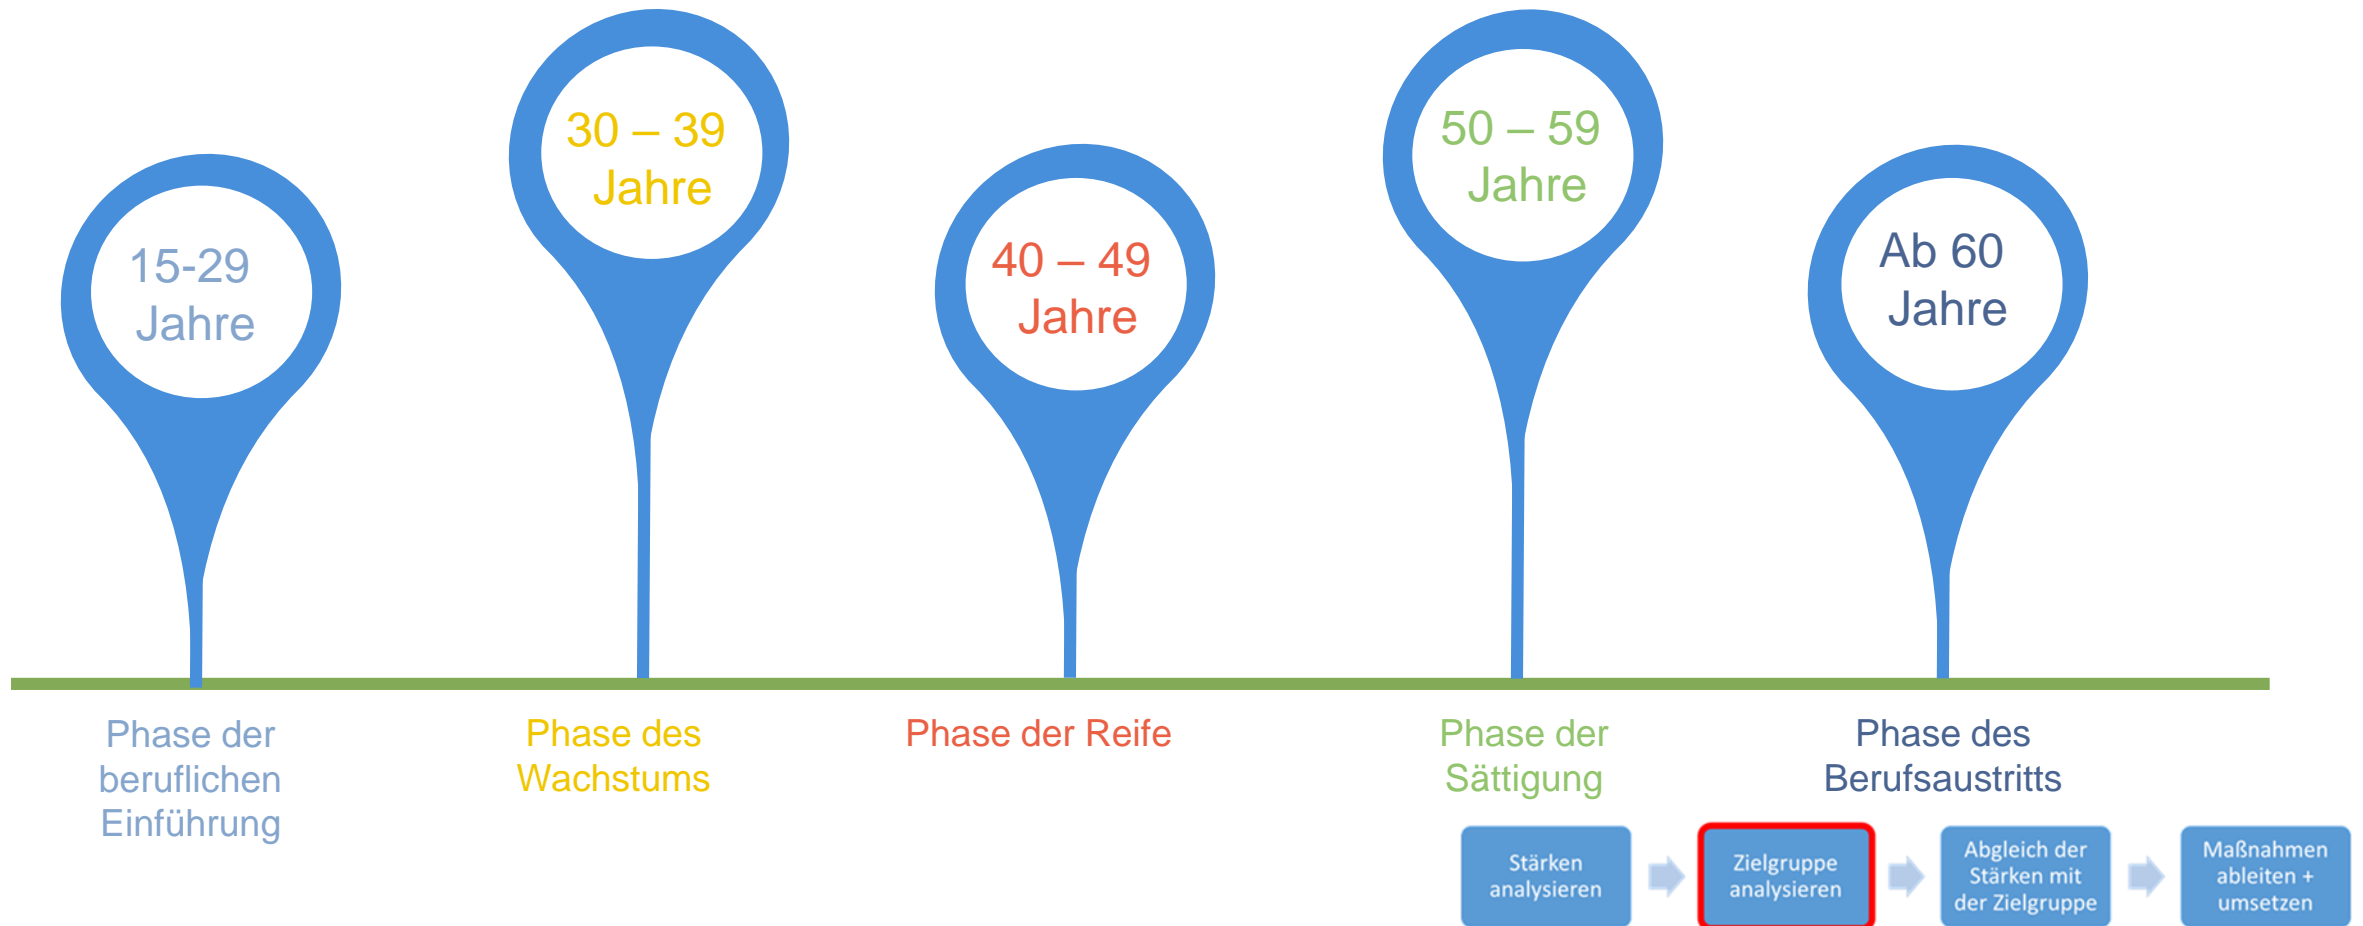 15-29
Jahre
30 – 39
Jahre
40 – 49
Jahre
50 – 59
Jahre
Ab 60
Jahre
Phase der
beruflichen
Einführung
Phase des
Wachstums
Phase der Reife
Phase der
Sättigung
Phase des
Berufsaustritts
Stärken
analysieren
Zielgruppe
analysieren
Abgleich der
Stärken mit
der Zielgruppe
Maßnahmen
ableiten +
umsetzen